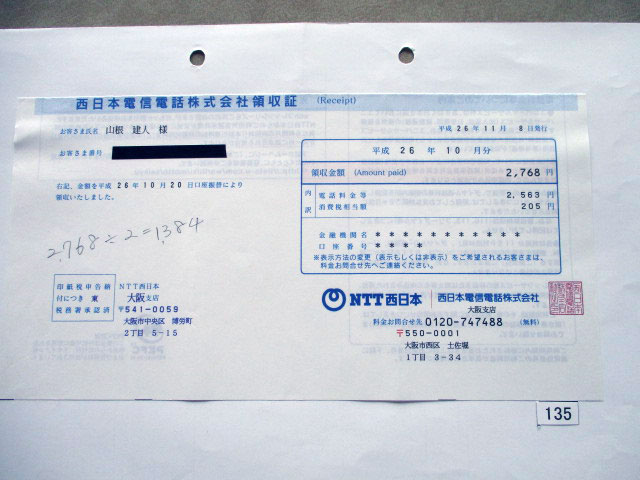 西日本電信電話株式会社領収証 (Receipt)
お客さま氏名 山根 建人 様
お客さま番号
平成 26年11月 8日発行
平成 26 年 10 月分
領収金額 (Amount paid) 2,768 円
内訳
電話料金等 2,563 円
消費税相当額 205 円
右記、金額を平成 26年10月20日口座振替により
領収いたしました。
金融機関名 * * * * * * * * * * *
口座番号 * * * *
※表示方法の変更(表示もしくは非表示)をご希望されるお客さまは、
料金お問合せ先へご連絡ください。
2,768÷2=1,384
印紙税申告納
付につき 東
税務署承認済
NTT西日本
大阪支店
〒541-0059
大阪市中央区 博労町
2丁目 5-15
NTT西日本 西日本電信電話株式会社
大阪支店
料金お問合せ先 0120-747488 (無料)
〒550-0001
大阪市西区 土佐堀
1丁目 3-34
135